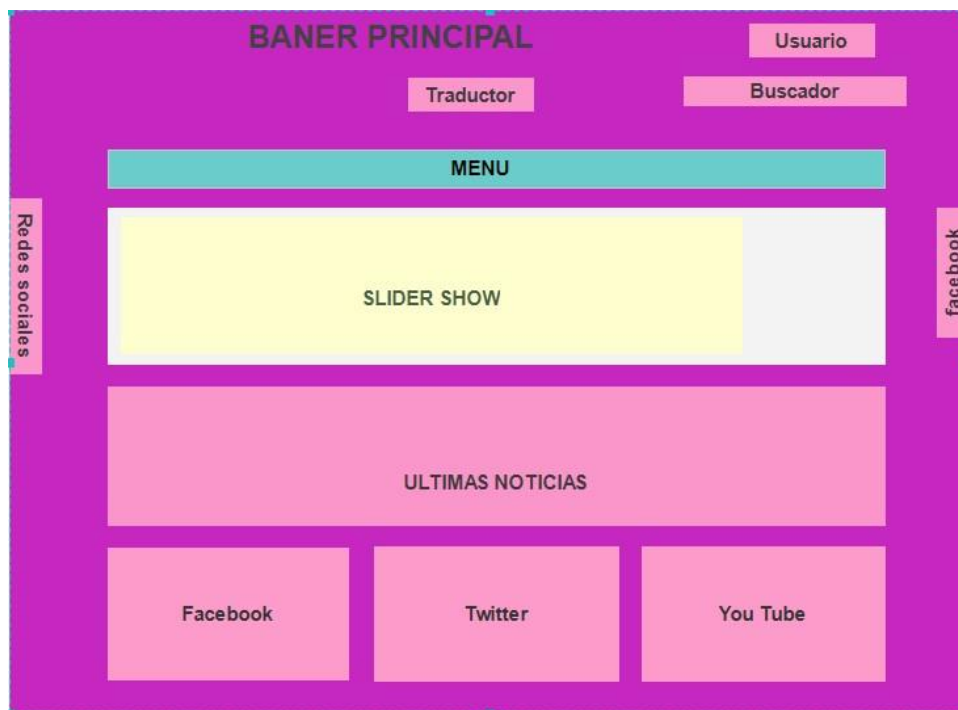 BANER PRINCIPAL
Usuario
Traductor
Buscador
MENU
Redes sociales
facebook
SLIDER SHOW
ULTIMAS NOTICIAS
Facebook
Twitter
You Tube